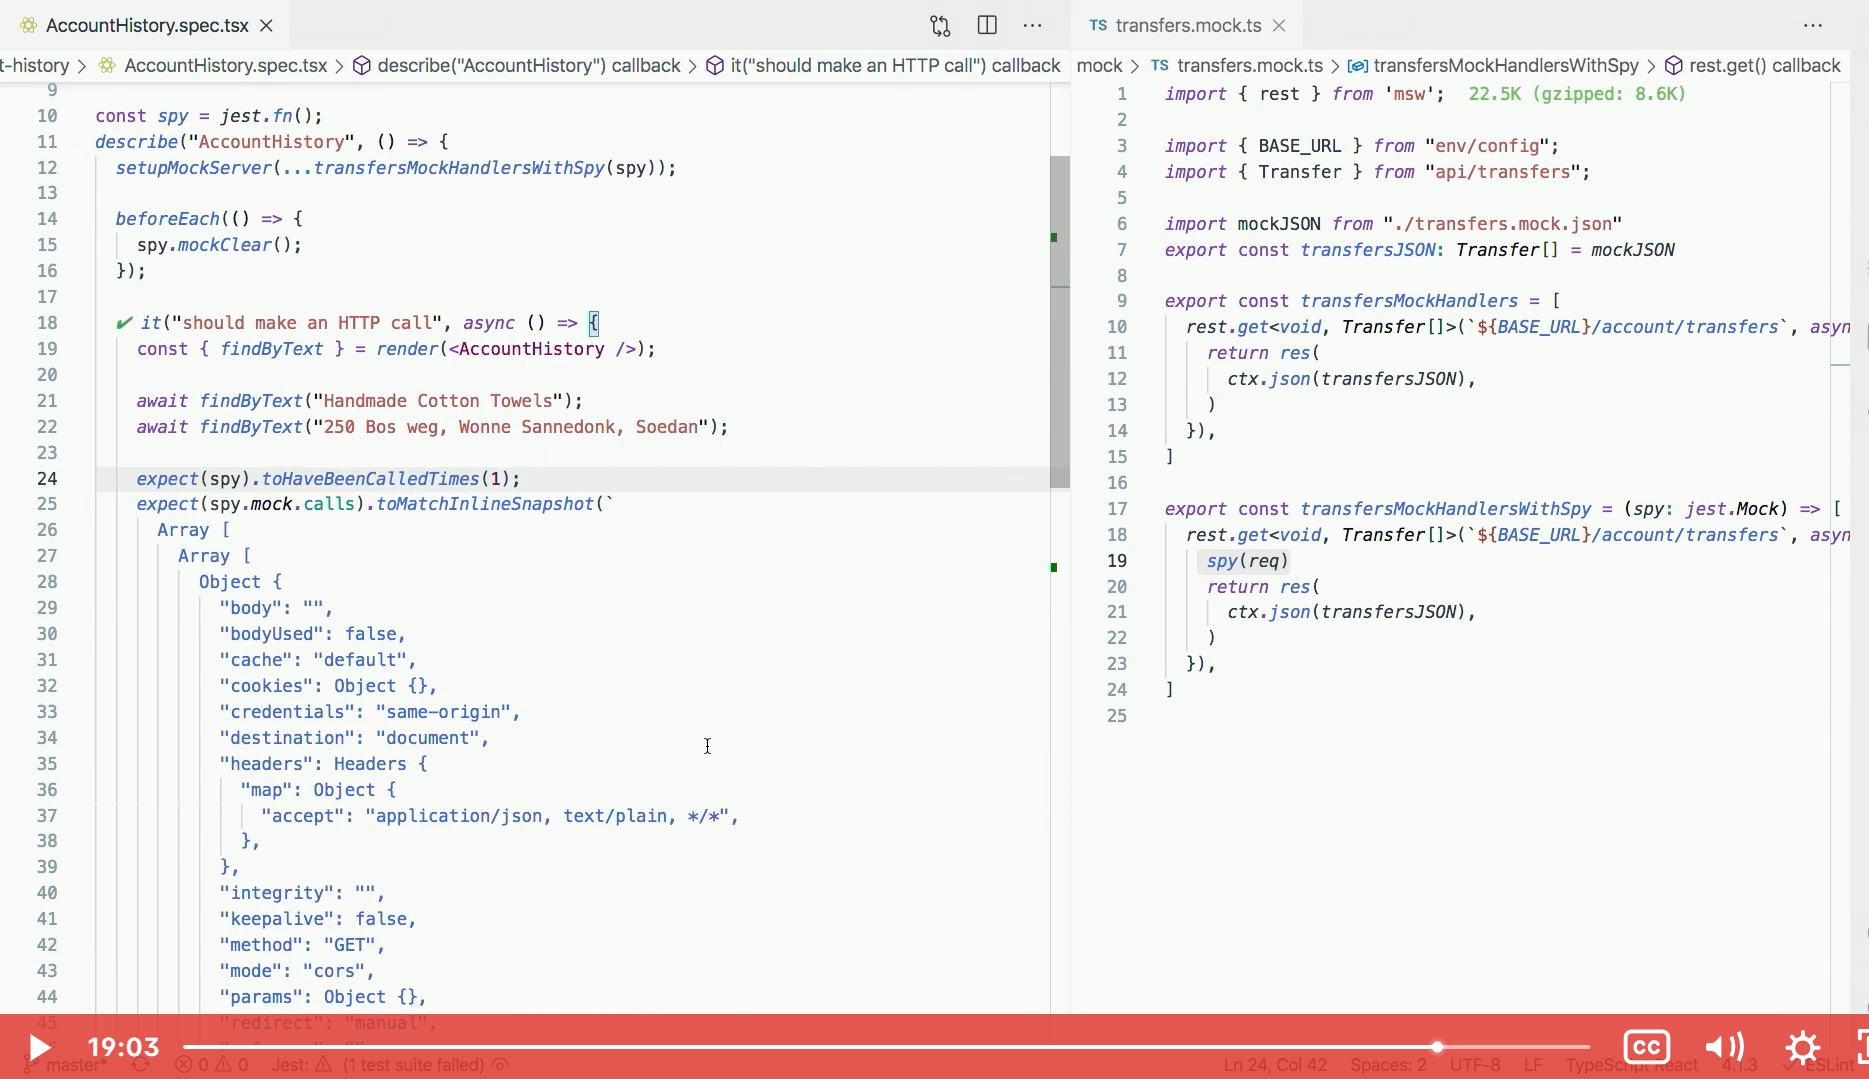 AccountHistory.spec.tsx
t-history > AccountHistory.spec.tsx > describe("AccountHistory") callback > it("should make an HTTP call") callback
9
10 const spy = jest.fn();
11 describe("AccountHistory", () => {
12 setupMockServer(...transfersMockHandlersWithSpy(spy));
13
14 beforeEach(() => {
15 spy.mockClear();
16 });
17
18 it("should make an HTTP call", async () => {
19 const { findByText } = render(<AccountHistory />);
20
21 await findByText("Handmade Cotton Towels");
22 await findByText("250 Bos weg, Wonne Sannedonk, Soedan");
23
24 expect(spy).toHaveBeenCalledTimes(1);
25 expect(spy.mock.calls).toMatchInlineSnapshot(`
26 Array [
27 Array [
28 Object {
29 "body": "",
30 "bodyUsed": false,
31 "cache": "default",
32 "cookies": Object {},
33 "credentials": "same-origin",
34 "destination": "document",
35 "headers": Headers {
36 "map": Object {
37 "accept": "application/json, text/plain, */*",
38 },
39 },
40 "integrity": "",
41 "keepalive": false,
42 "method": "GET",
43 "mode": "cors",
44 "params": Object {},
45 "redirect": "manual",
TS transfers.mock.ts
mock > TS transfers.mock.ts > transfersMockHandlersWithSpy > rest.get() callback
1 import { rest } from 'msw'; 22.5K (gzipped: 8.6K)
2
3 import { BASE_URL } from "env/config";
4 import { Transfer } from "api/transfers";
5
6 import mockJSON from "./transfers.mock.json"
7 export const transfersJSON: Transfer[] = mockJSON
8
9 export const transfersMockHandlers = [
10 rest.get<void, Transfer[]>(`${BASE_URL}/account/transfers`, asyn
11 return res(
12 ctx.json(transfersJSON),
13 )
14 }),
15 ]
16
17 export const transfersMockHandlersWithSpy = (spy: jest.Mock) => [
18 rest.get<void, Transfer[]>(`${BASE_URL}/account/transfers`, asyn
19 spy(req)
20 return res(
21 ctx.json(transfersJSON),
22 )
23 }),
24 ]
25
19:03
CC
master* 0 0 Jest: (1 test suite failed) Ln 24, Col 42 Spaces: 2 UTF-8 LF TypeScript React 4.1.3 ESLint